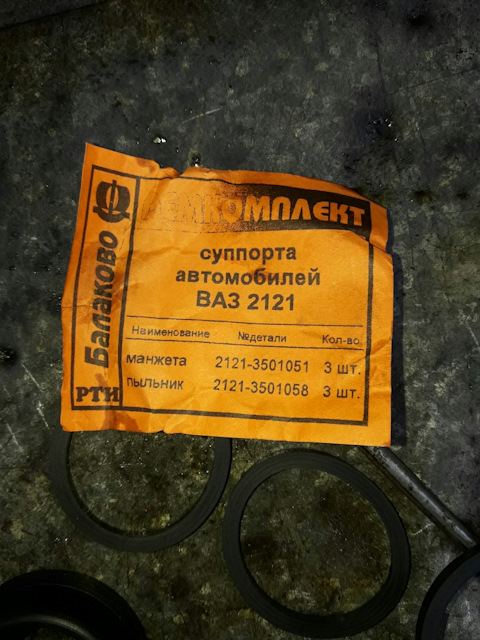 РЕМКОМПЛЕКТ
суппорта
автомобилей
ВАЗ 2121
Наименование №детали Кол-во
манжета 2121-3501051 3 шт.
пыльник 2121-3501058 3 шт.
Балаково
РТИ